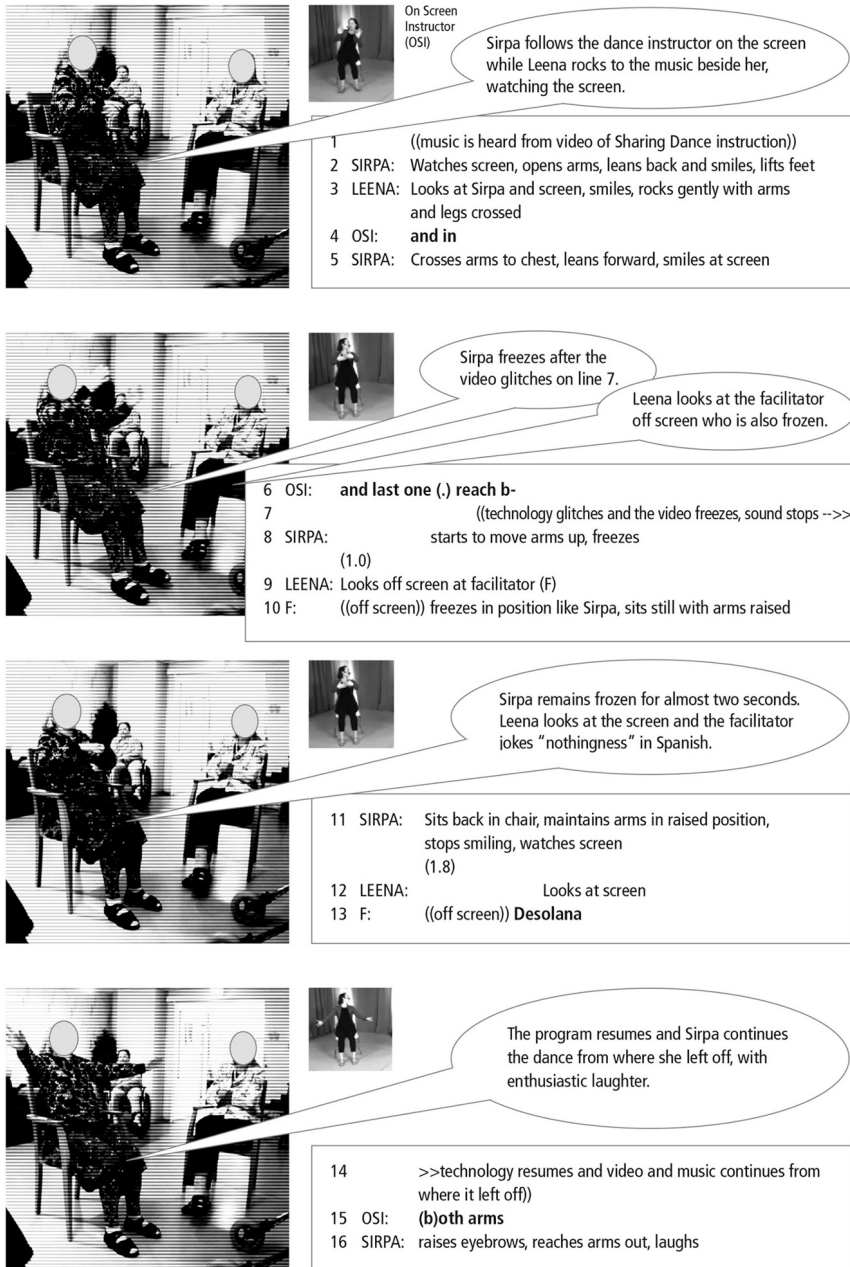 On Screen
Instructor
(OSI)
Sirpa follows the dance instructor on the screen
while Leena rocks to the music beside her,
watching the screen.
1 ((music is heard from video of Sharing Dance instruction))
2 SIRPA: Watches screen, opens arms, leans back and smiles, lifts feet
3 LEENA: Looks at Sirpa and screen, smiles, rocks gently with arms
and legs crossed
4 OSI: and in
5 SIRPA: Crosses arms to chest, leans forward, smiles at screen
Sirpa freezes after the
video glitches on line 7.
Leena looks at the facilitator
off screen who is also frozen.
6 OSI: and last one (.) reach b-
7 ((technology glitches and the video freezes, sound stops -->>
8 SIRPA: starts to move arms up, freezes
(1.0)
9 LEENA: Looks off screen at facilitator (F)
10 F: ((off screen)) freezes in position like Sirpa, sits still with arms raised
Sirpa remains frozen for almost two seconds.
Leena looks at the screen and the facilitator
jokes “nothingness” in Spanish.
11 SIRPA: Sits back in chair, maintains arms in raised position,
stops smiling, watches screen
(1.8)
12 LEENA: Looks at screen
13 F: ((off screen)) Desolana
The program resumes and Sirpa continues
the dance from where she left off, with
enthusiastic laughter.
14 >>technology resumes and video and music continues from
where it left off))
15 OSI: (b)oth arms
16 SIRPA: raises eyebrows, reaches arms out, laughs